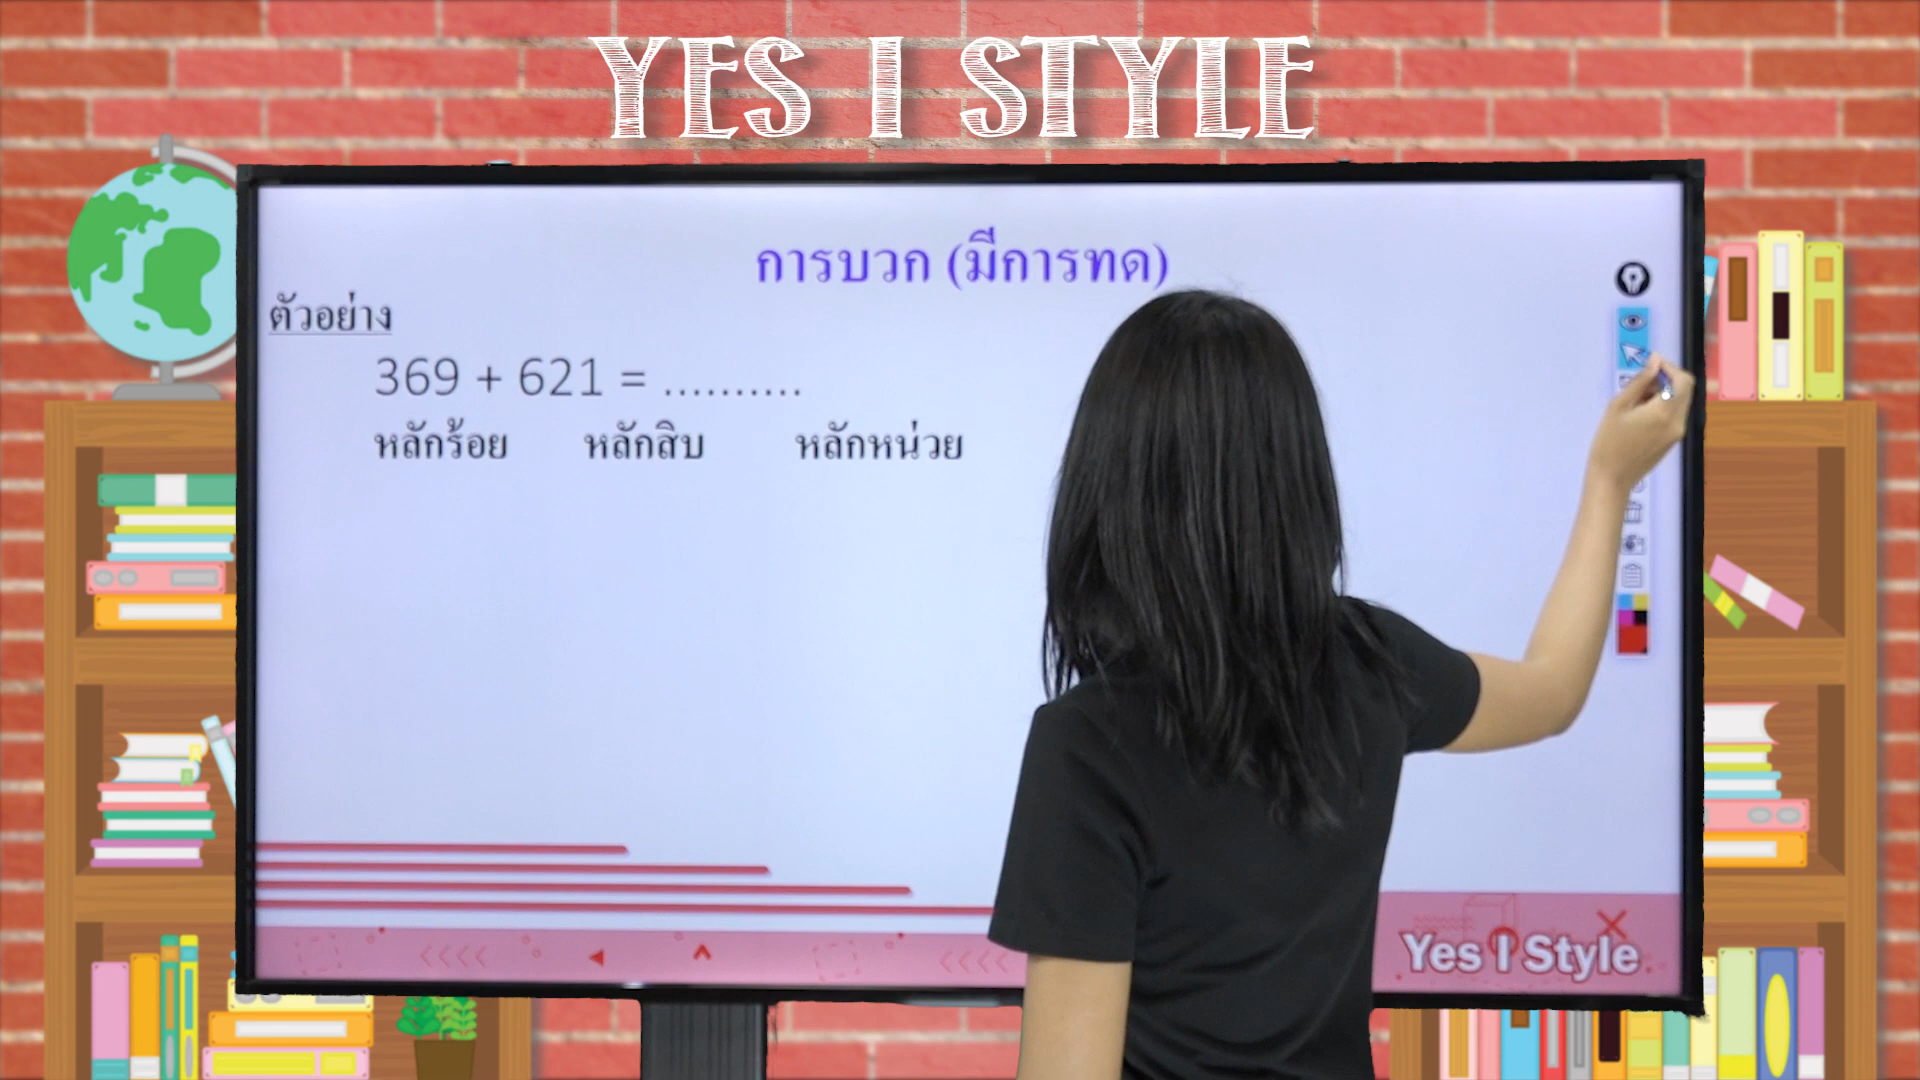 YES I STYLE
การบวก (มีการทด)
ตัวอย่าง
369 + 621 = ..........
หลักร้อย หลักสิบ หลักหน่วย
Yes I Style